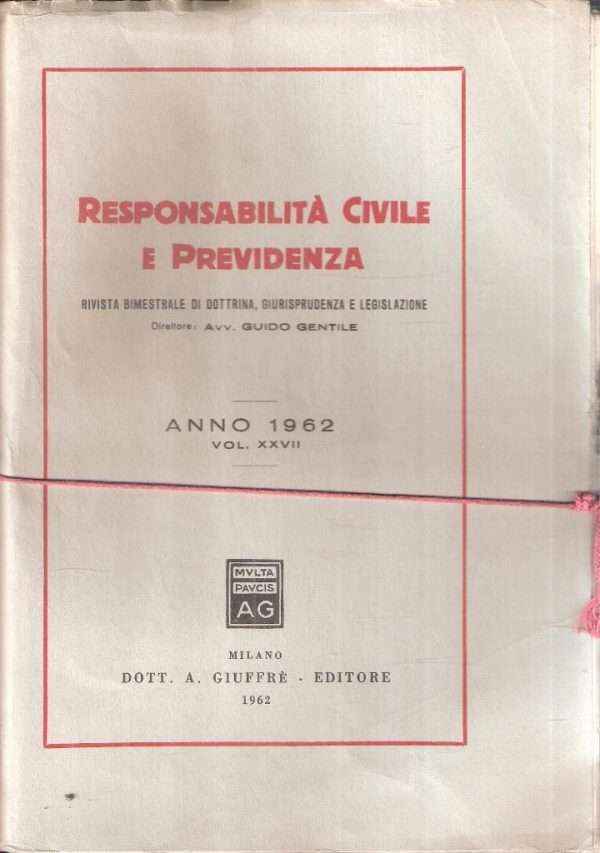 RESPONSABILITÀ CIVILE
E PREVIDENZA
RIVISTA BIMESTRALE DI DOTTRINA, GIURISPRUDENZA E LEGISLAZIONE
Direttore: AVV. GUIDO GENTILE
ANNO 1962
VOL. XXVII
MVLTA
PAVCIS
AG
MILANO
DOTT. A. GIUFFRÈ - EDITORE
1962